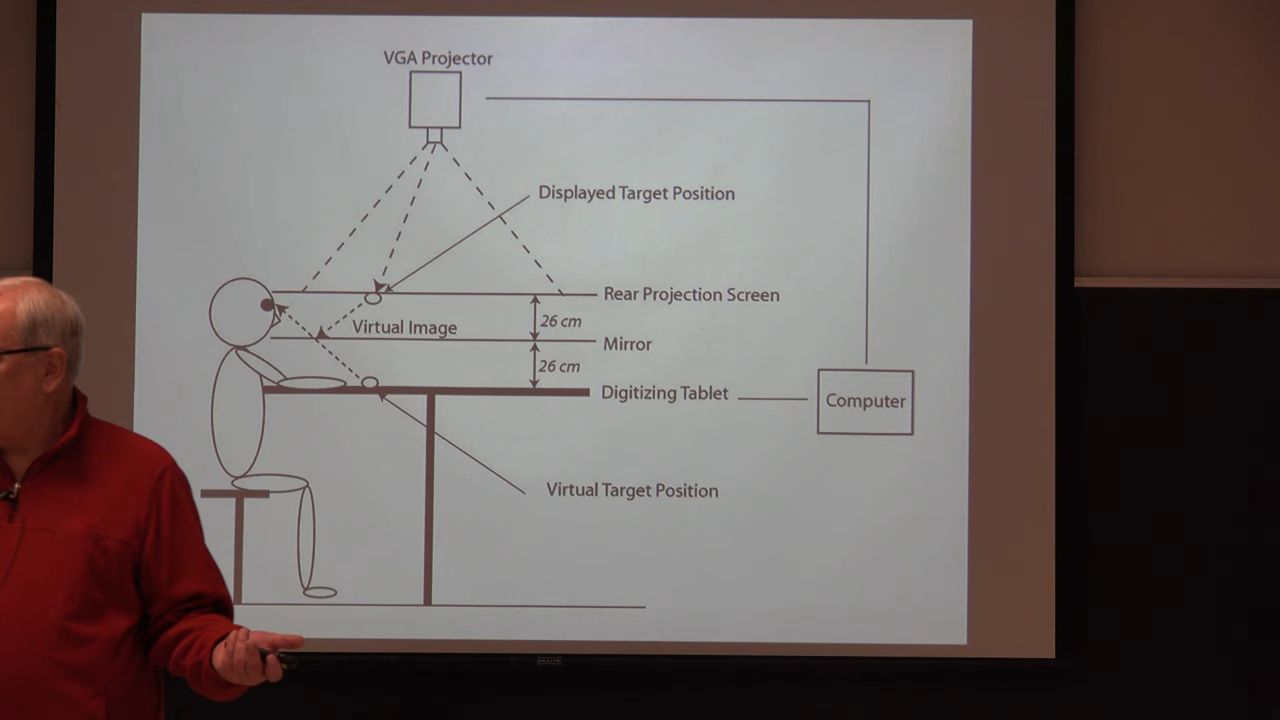 VGA Projector
Displayed Target Position
Rear Projection Screen
26 cm
Virtual Image
Mirror
26 cm
Digitizing Tablet
Computer
Virtual Target Position